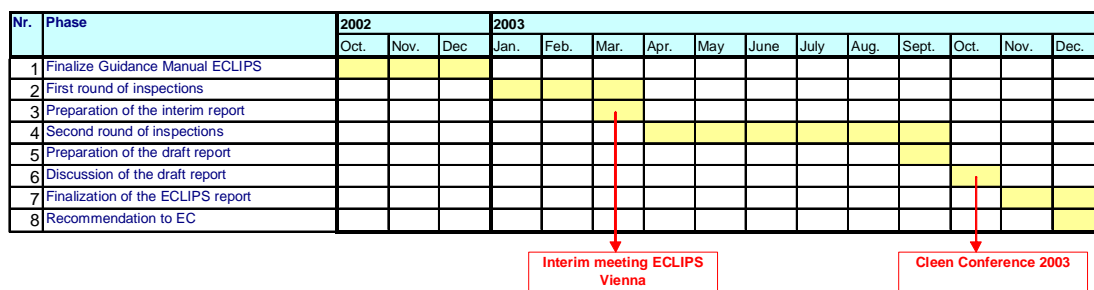 Nr. Phase 2002 2003
Oct. Nov. Dec Jan. Feb. Mar. Apr. May June July Aug. Sept. Oct. Nov. Dec.
1 Finalize Guidance Manual ECLIPS
2 First round of inspections
3 Preparation of the interim report
4 Second round of inspections
5 Preparation of the draft report
6 Discussion of the draft report
7 Finalization of the ECLIPS report
8 Recommendation to EC
Interim meeting ECLIPS Cleen Conference 2003
Vienna